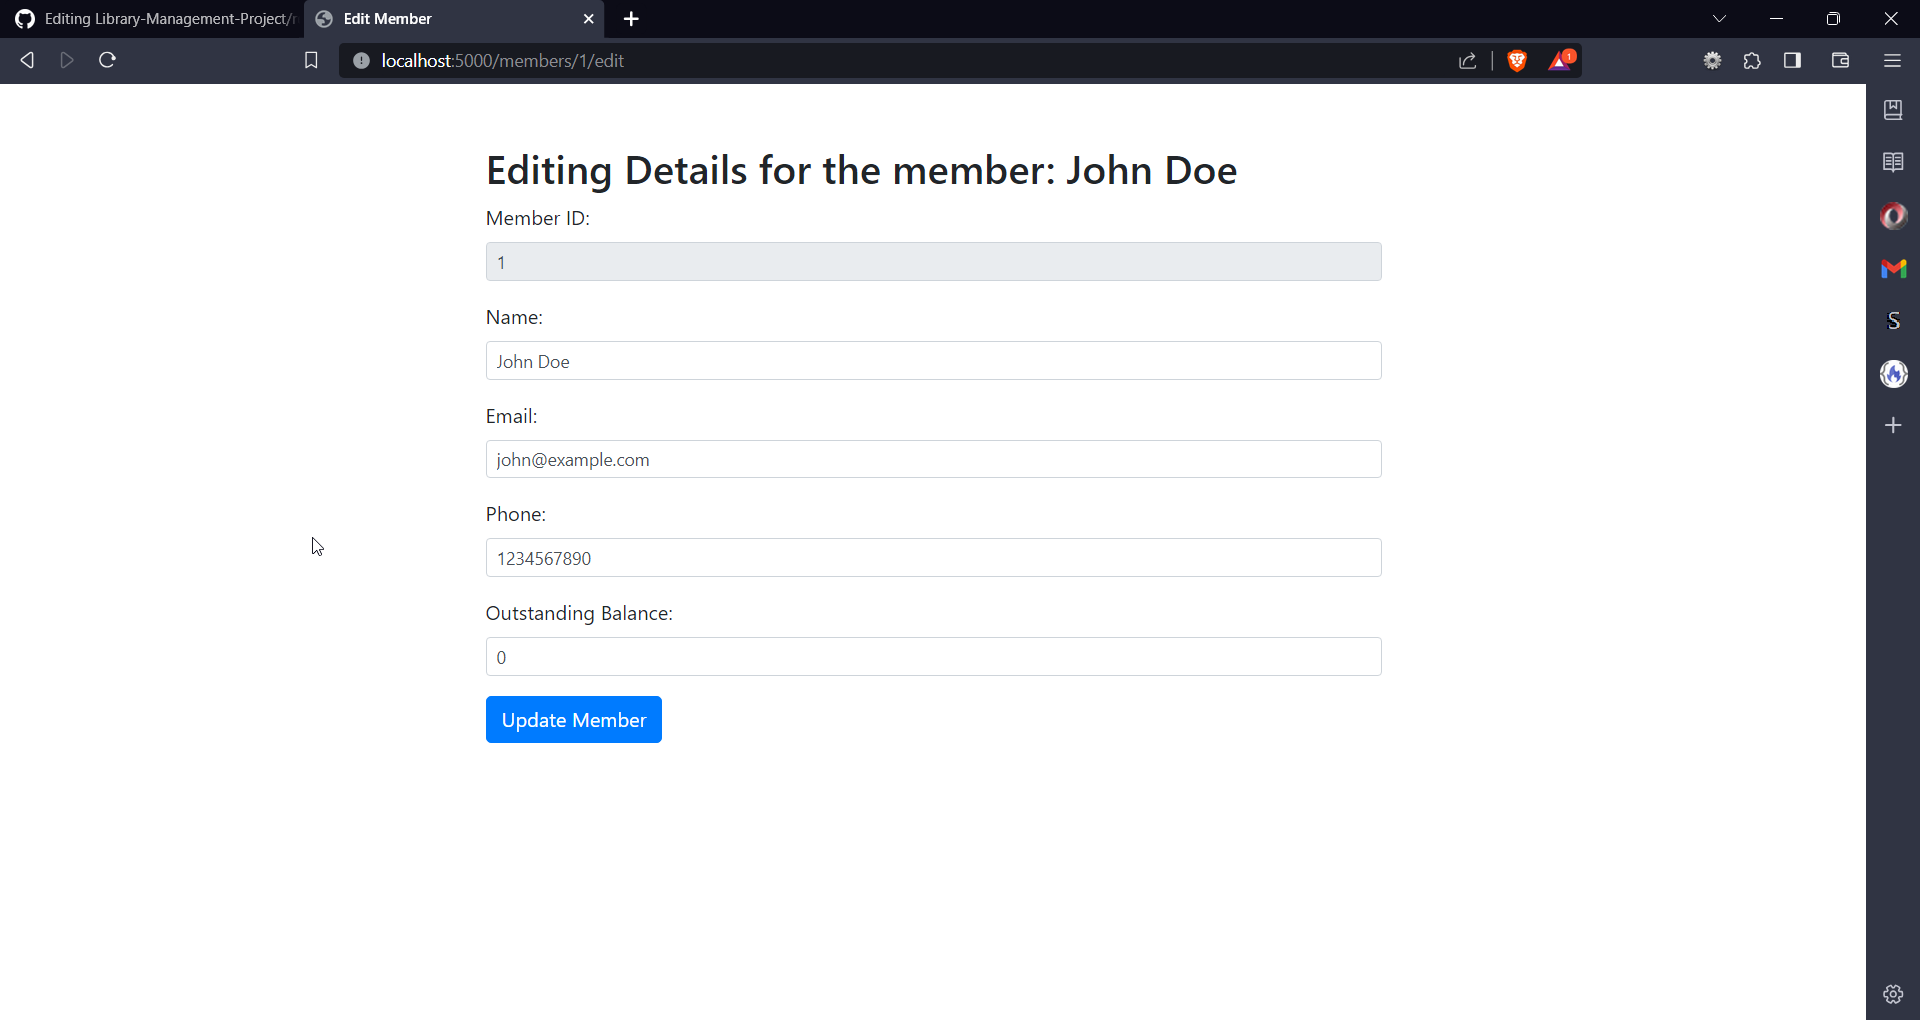 Editing Library-Management-Project/r
Edit Member
localhost:5000/members/1/edit
1
Editing Details for the member: John Doe
Member ID:
1
Name:
John Doe
Email:
john@example.com
Phone:
1234567890
Outstanding Balance:
0
Update Member
S